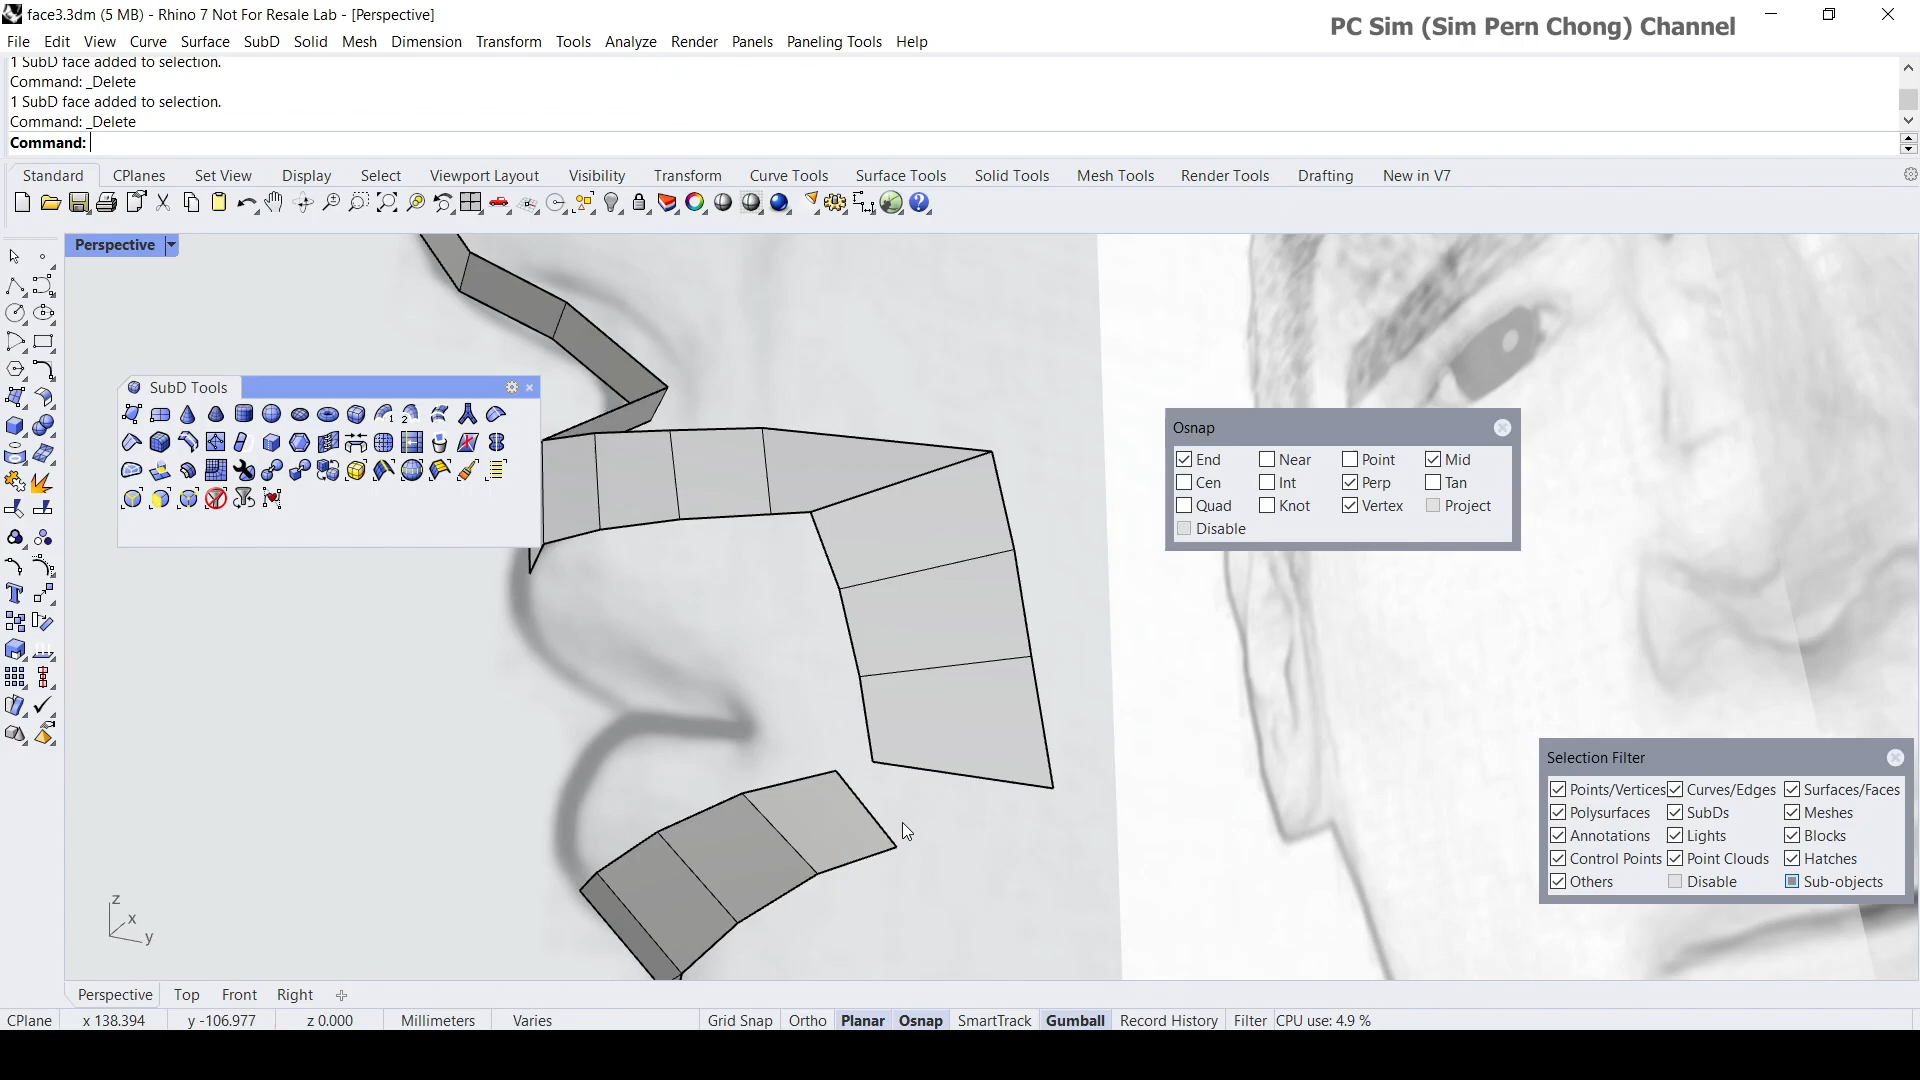 face3.3dm (5 MB) - Rhino 7 Not For Resale Lab - [Perspective]
PC Sim (Sim Pern Chong) Channel
File Edit View Curve Surface SubD Solid Mesh Dimension Transform Tools Analyze Render Panels Paneling Tools Help
1 SubD face added to selection.
Command: _Delete
1 SubD face added to selection.
Command: _Delete
Command:
Standard CPlanes Set View Display Select Viewport Layout Visibility Transform Curve Tools Surface Tools Solid Tools Mesh Tools Render Tools Drafting New in V7
Perspective
SubD Tools
Osnap
End Near Point Mid
Cen Int Perp Tan
Quad Knot Vertex Project
Disable
Selection Filter
Points/Vertices Curves/Edges Surfaces/Faces
Polysurfaces SubDs Meshes
Annotations Lights Blocks
Control Points Point Clouds Hatches
Others Disable Sub-objects
z
x
y
Perspective Top Front Right
CPlane x 138.394 y -106.977 z 0.000 Millimeters Varies Grid Snap Ortho Planar Osnap SmartTrack Gumball Record History Filter CPU use: 4.9 %